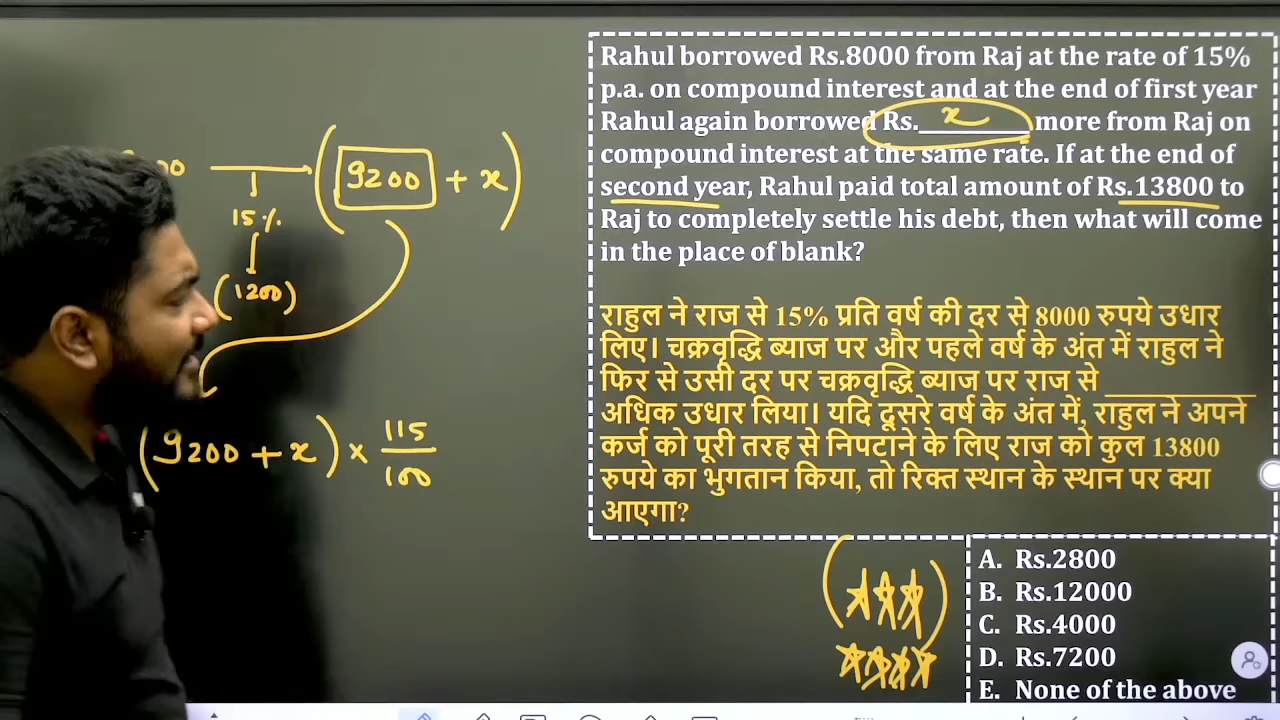 Rahul borrowed Rs.8000 from Raj at the rate of 15%
p.a. on compound interest and at the end of first year
Rahul again borrowed Rs.___x___ more from Raj on
compound interest at the same rate. If at the end of
second year, Rahul paid total amount of Rs.13800 to
Raj to completely settle his debt, then what will come
in the place of blank?
राहुल ने राज से 15% प्रति वर्ष की दर से 8000 रुपये उधार
लिए। चक्रवृद्धि ब्याज पर और पहले वर्ष के अंत में राहुल ने
फिर से उसी दर पर चक्रवृद्धि ब्याज पर राज से ___________
अधिक उधार लिया। यदि दूसरे वर्ष के अंत में, राहुल ने अपने
कर्ज को पूरी तरह से निपटाने के लिए राज को कुल 13800
रुपये का भुगतान किया, तो रिक्त स्थान के स्थान पर क्या
आएगा?
A. Rs.2800
B. Rs.12000
C. Rs.4000
D. Rs.7200
E. None of the above
(9200 + x)
15%
(1200)
(9200 + x) × 115/100